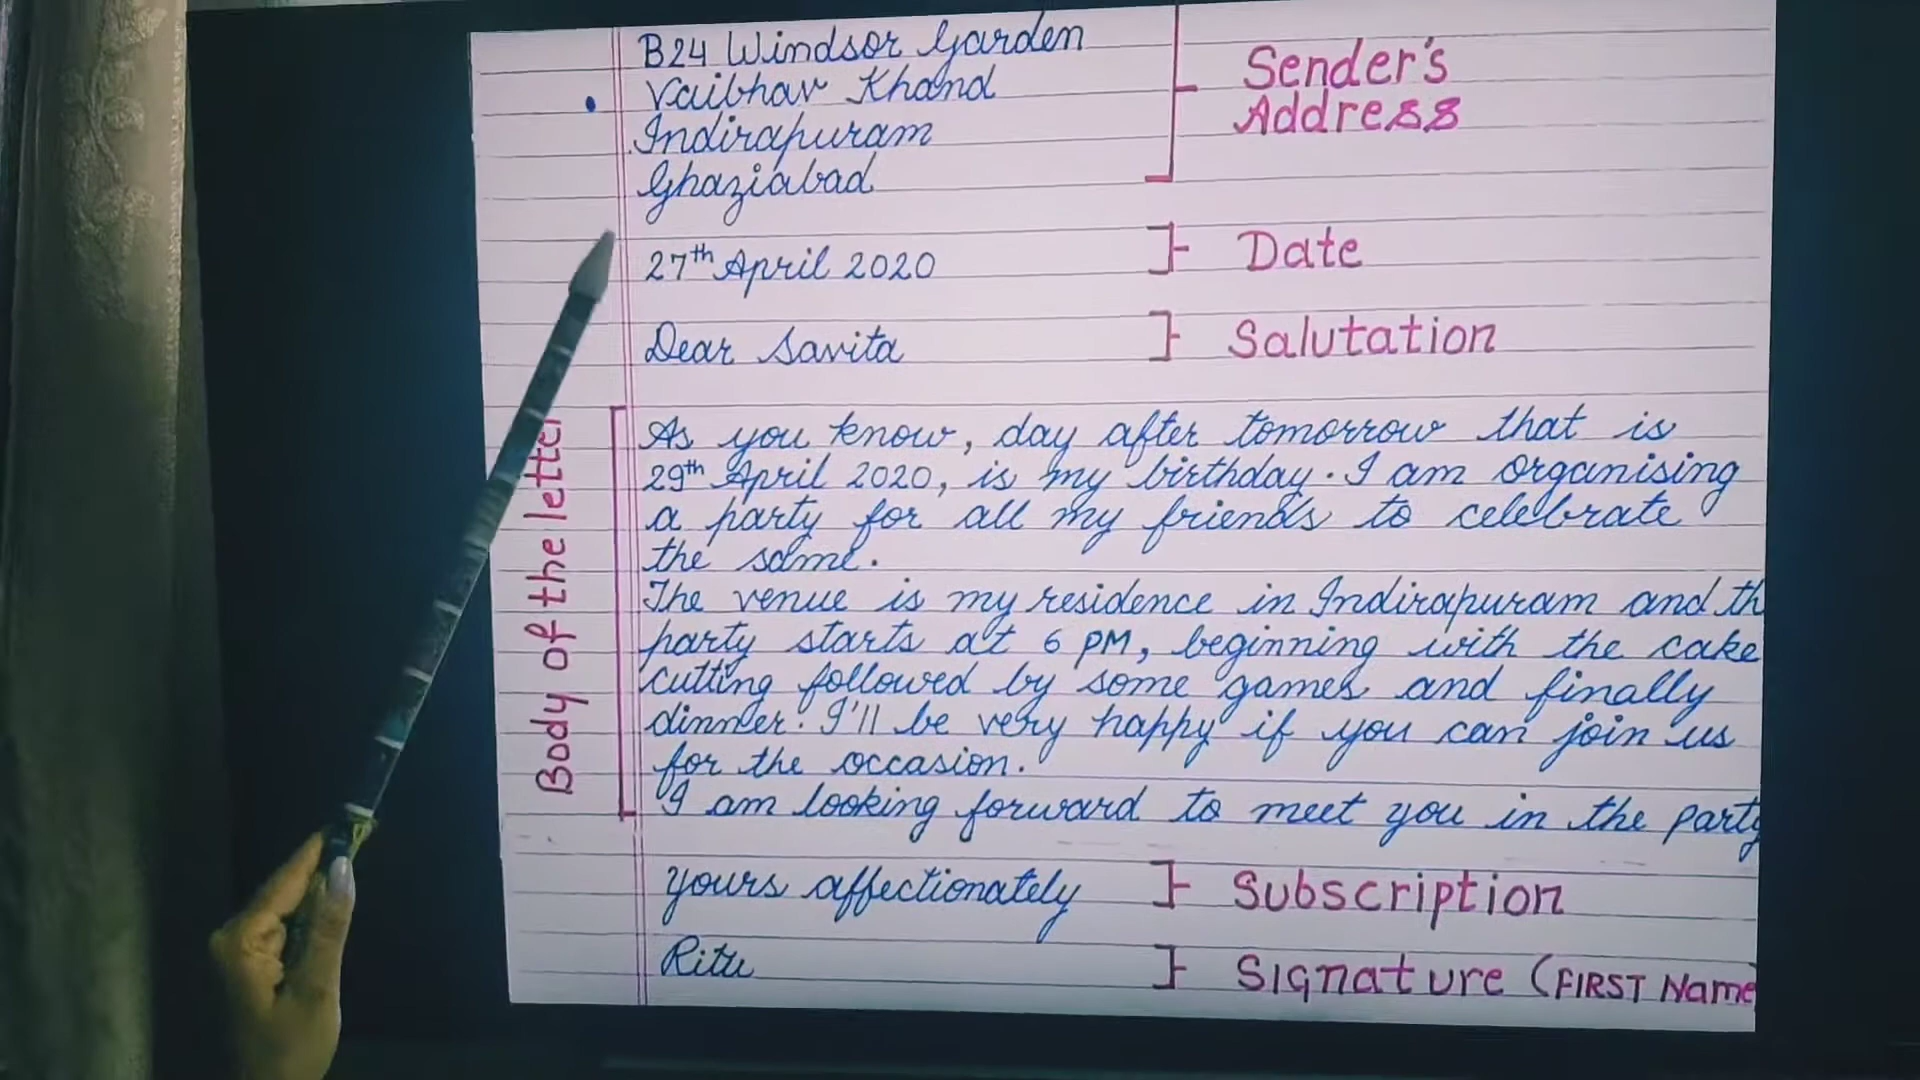 B24 Windsor Garden
Vaibhav Khand
Indirapuram
Ghaziabad
Sender's
Address
27th April 2020
Date
Dear Savita
Salutation
Body of the letter
As you know, day after tomorrow that is
29th April 2020, is my birthday. I am organising
a party for all my friends to celebrate
the same.
The venue is my residence in Indirapuram and th
party starts at 6 PM, beginning with the cake
cutting followed by some games and finally
dinner. I'll be very happy if you can join us
for the occasion.
I am looking forward to meet you in the party
yours affectionately
Subscription
Ritu
Signature (FIRST Name